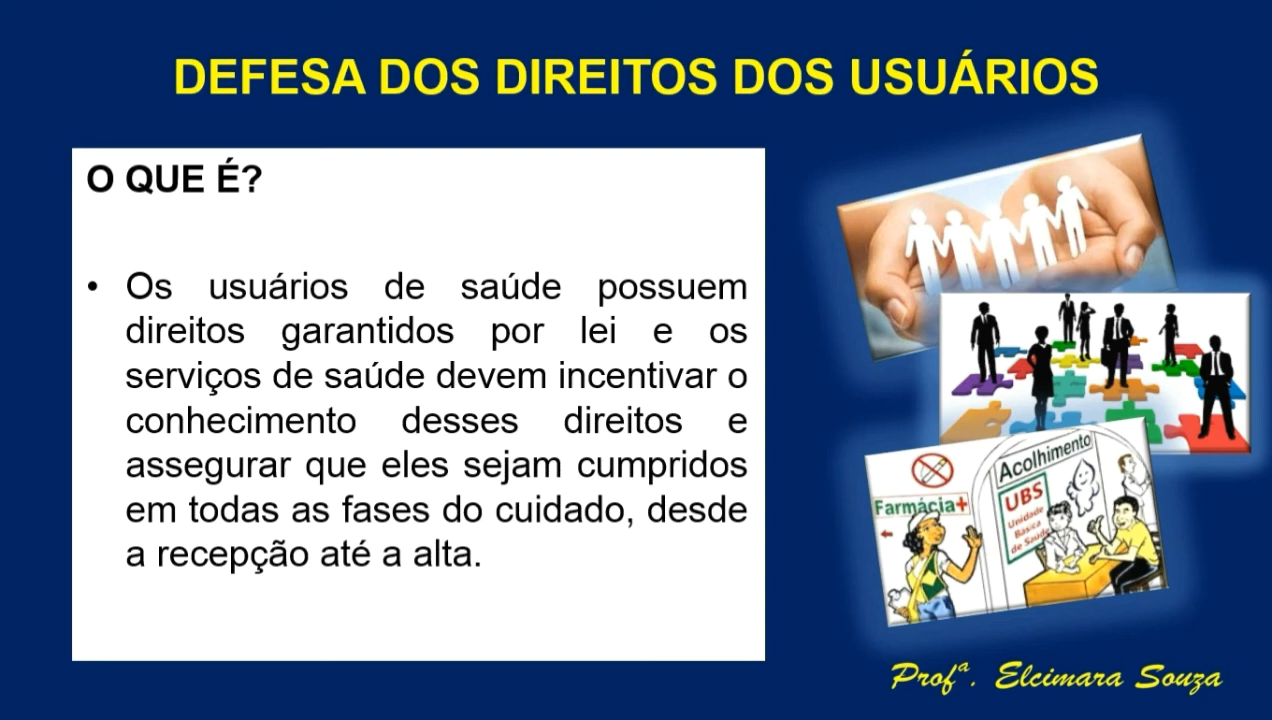 DEFESA DOS DIREITOS DOS USUÁRIOS
O QUE É?
• Os usuários de saúde possuem
direitos garantidos por lei e os
serviços de saúde devem incentivar o
conhecimento desses direitos e
assegurar que eles sejam cumpridos
em todas as fases do cuidado, desde
a recepção até a alta.
Acolhimento
Farmácia+
UBS
Unidade
Básica
de Saúde
Profª. Elcimara Souza